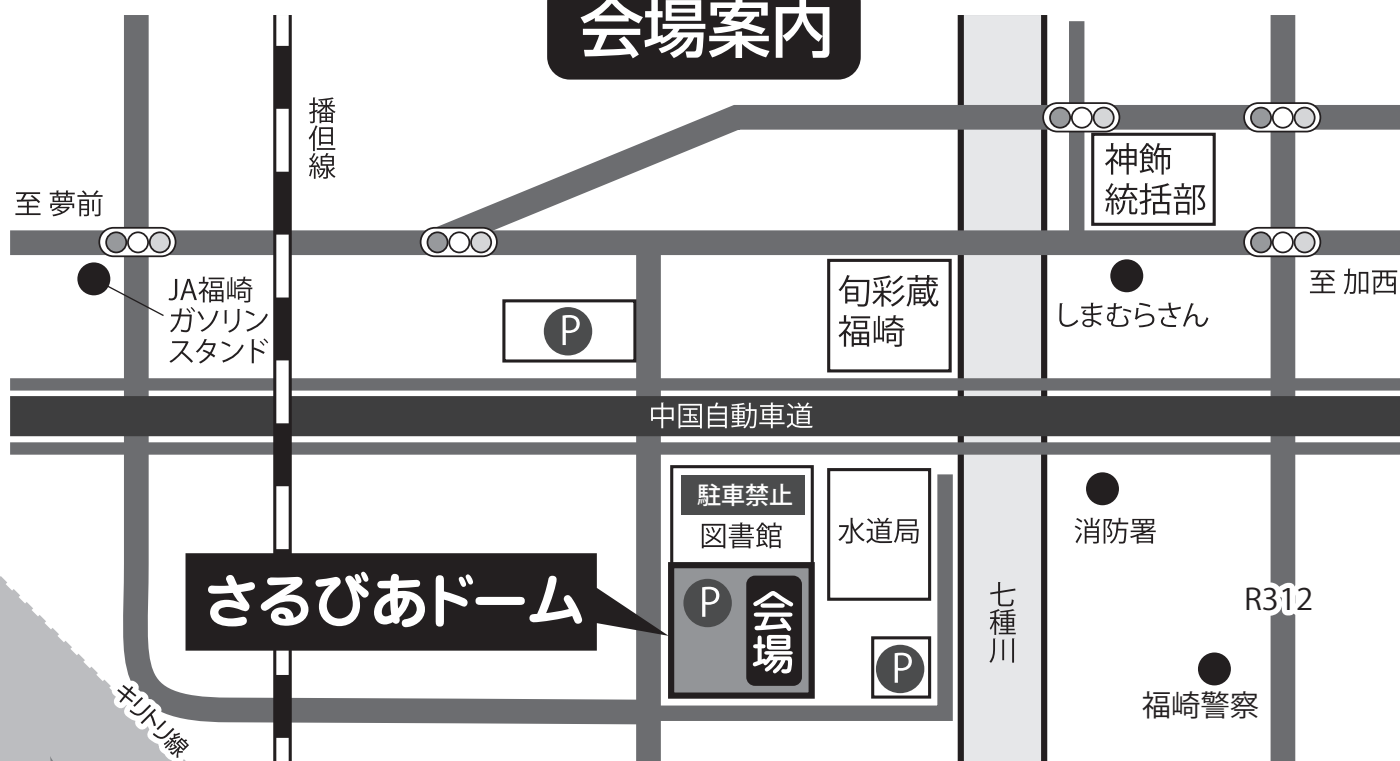 会場案内
播但線
至 夢前
神飾
統括部
JA福崎
ガソリン
スタンド
P
旬彩蔵
福崎
しまむらさん
至 加西
中国自動車道
駐車禁止
図書館
水道局
消防署
さるびあドーム
P
会場
P
七種川
R312
福崎警察
キリトリ線